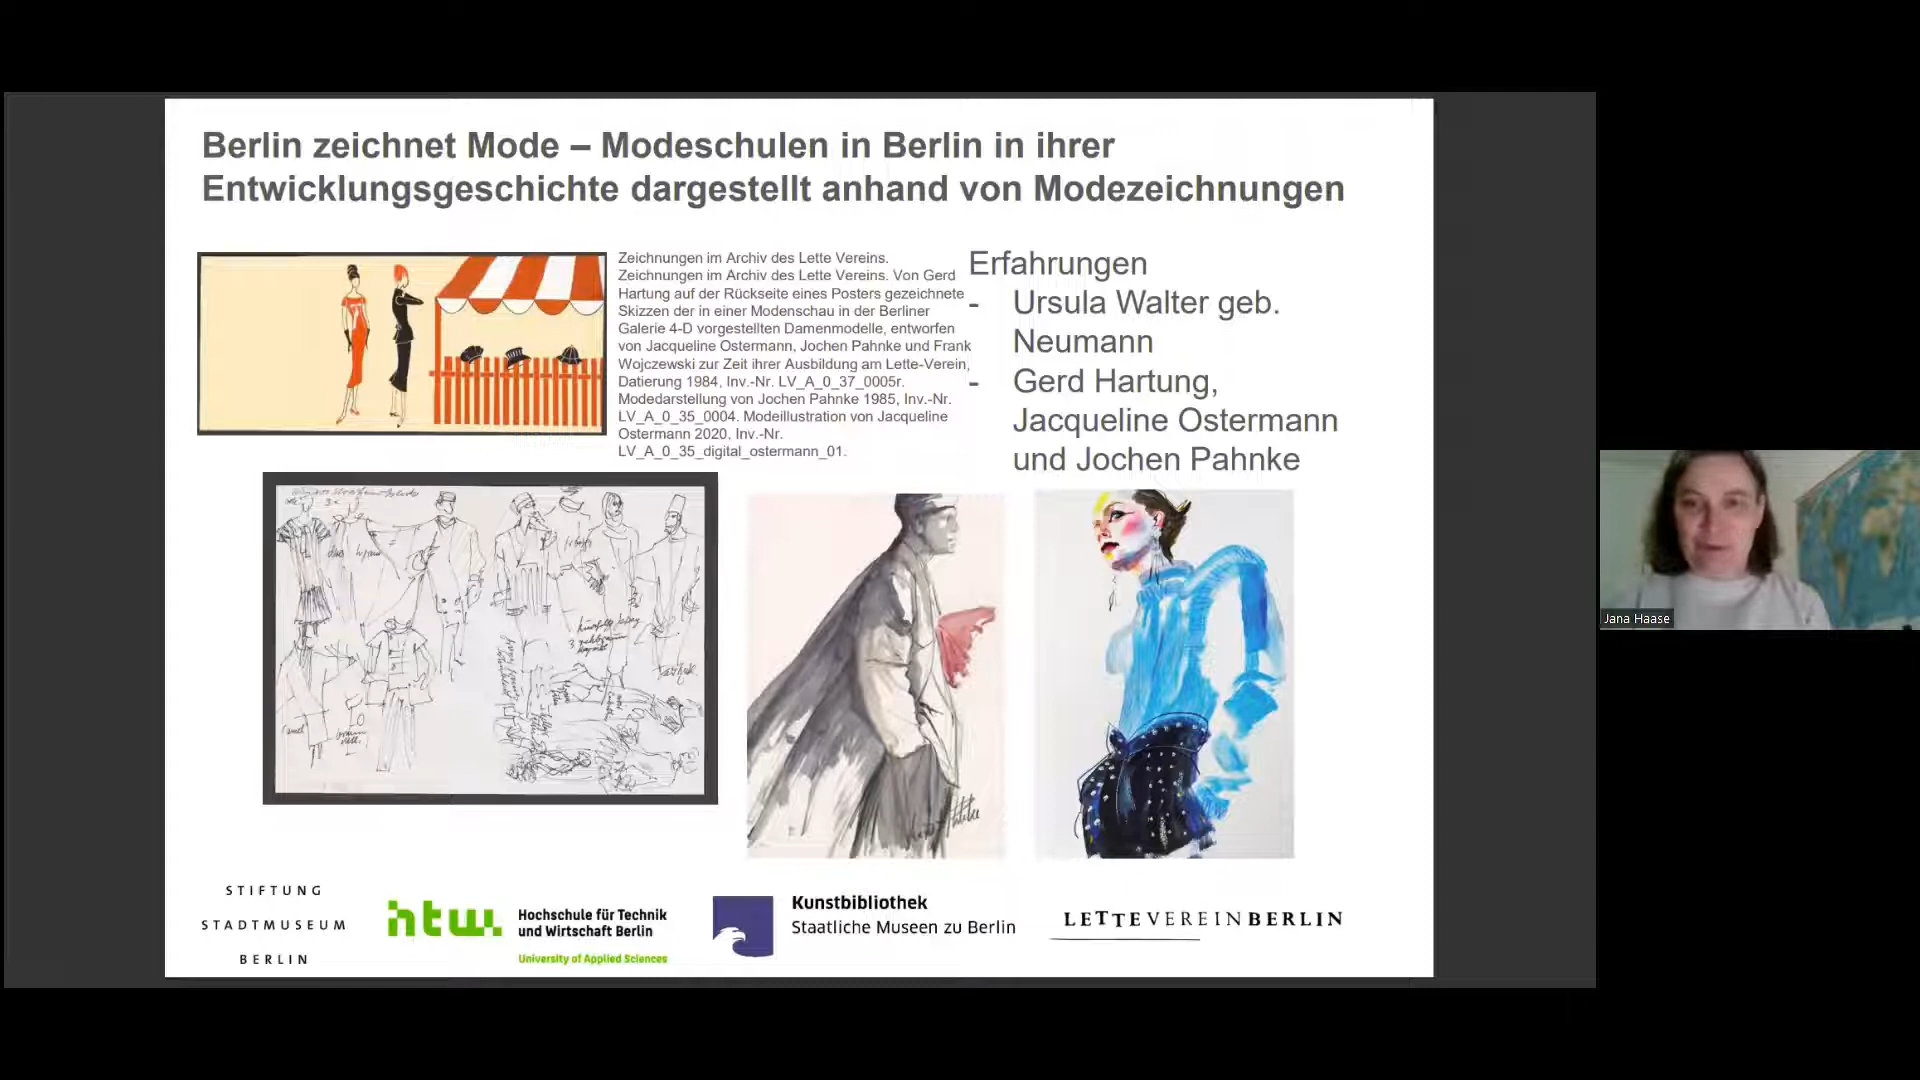 Berlin zeichnet Mode – Modeschulen in Berlin in ihrer
Entwicklungsgeschichte dargestellt anhand von Modezeichnungen
Zeichnungen im Archiv des Lette Vereins.
Zeichnungen im Archiv des Lette Vereins. Von Gerd
Hartung auf der Rückseite eines Posters gezeichnete
Skizzen der in einer Modenschau in der Berliner
Galerie 4-D vorgestellten Damenmodelle, entworfen
von Jacqueline Ostermann, Jochen Pahnke und Frank
Wojczewski zur Zeit ihrer Ausbildung am Lette-Verein,
Datierung 1984, Inv.-Nr. LV_A_0_37_0005r.
Modedarstellung von Jochen Pahnke 1985, Inv.-Nr.
LV_A_0_35_0004. Modeillustration von Jacqueline
Ostermann 2020, Inv.-Nr.
LV_A_0_35_digital_ostermann_01.
Erfahrungen
- Ursula Walter geb.
Neumann
- Gerd Hartung,
Jacqueline Ostermann
und Jochen Pahnke
Jana Haase
STIFTUNG
STADTMUSEUM
BERLIN
htw.
Hochschule für Technik
und Wirtschaft Berlin
University of Applied Sciences
Kunstbibliothek
Staatliche Museen zu Berlin
LETTEVEREINBERLIN